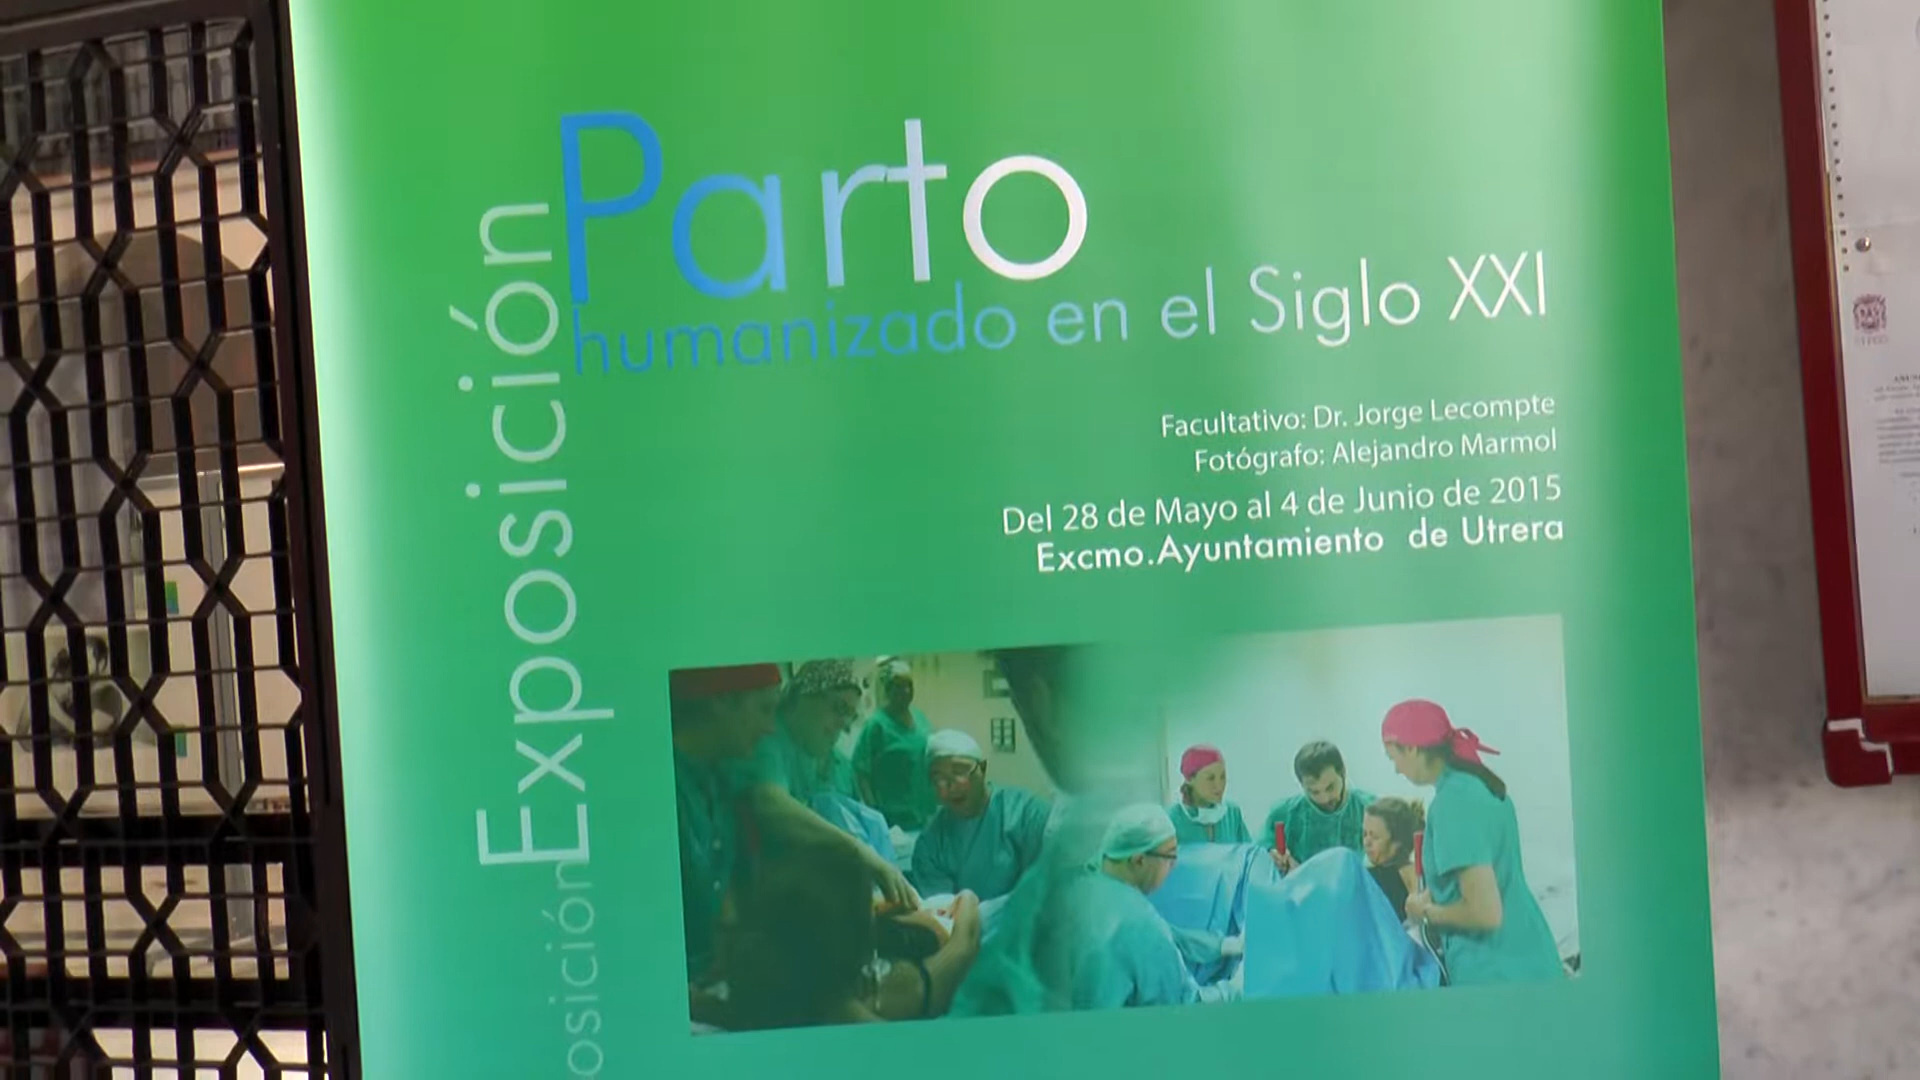 Exposición
Parto
humanizado en el Siglo XXI
Facultativo: Dr. Jorge Lecompte
Fotógrafo: Alejandro Marmol
Del 28 de Mayo al 4 de Junio de 2015
Excmo.Ayuntamiento de Utrera
osición